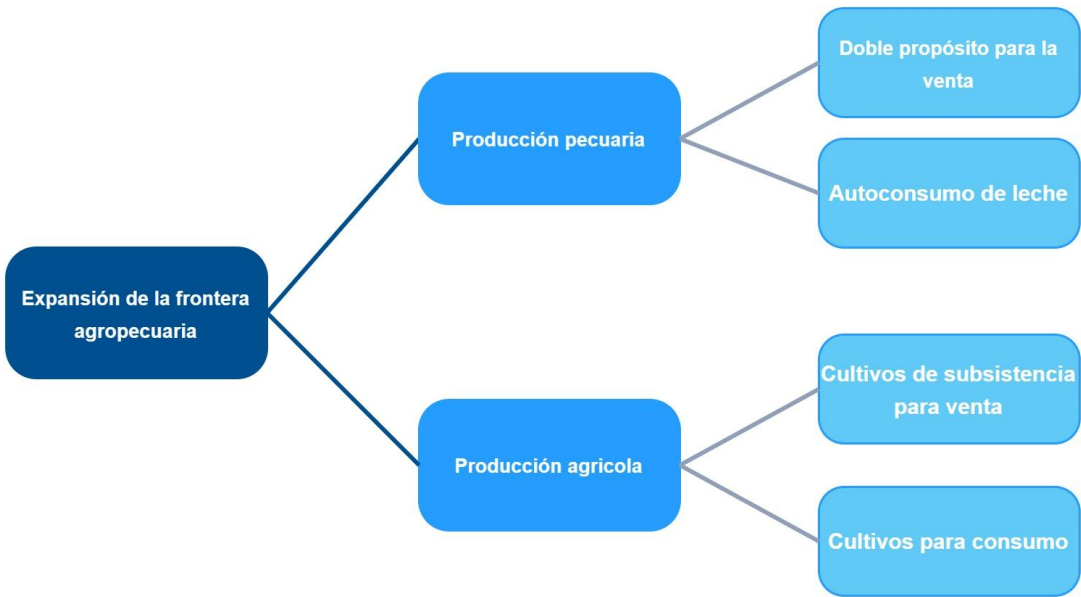 Doble propósito para la
venta
Producción pecuaria
Autoconsumo de leche
Expansión de la frontera
agropecuaria
Cultivos de subsistencia
para venta
Producción agricola
Cultivos para consumo